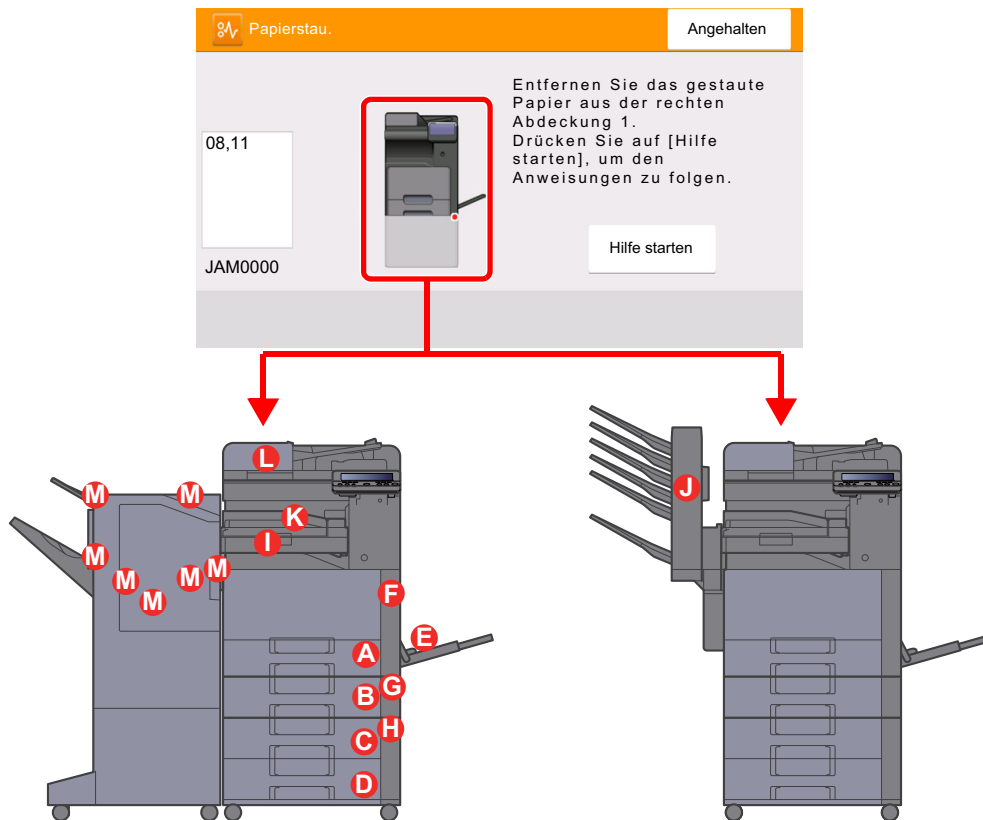 Papierstau.
Angehalten
Entfernen Sie das gestaute
Papier aus der rechten
Abdeckung 1.
Drücken Sie auf [Hilfe
starten], um den
Anweisungen zu folgen.
08,11
JAM0000
Hilfe starten
L
M
M
K
I
M
M
M
M
M
F
E
A
G
B
H
C
D
J